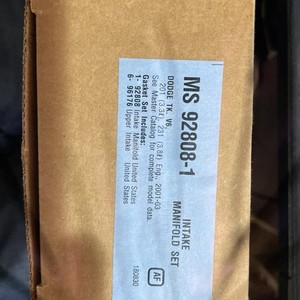 MS 92808-1
INTAKE
MANIFOLD SET
DODGE TK. V6,
201 (3.3ℓ), 231 (3.8ℓ) Eng., 2001-03
See Master Catalog for complete model data.
Gasket Set Includes:
1- 92808 Intake Manifold United States
6- 96176 Upper Intake United States
180830
AF